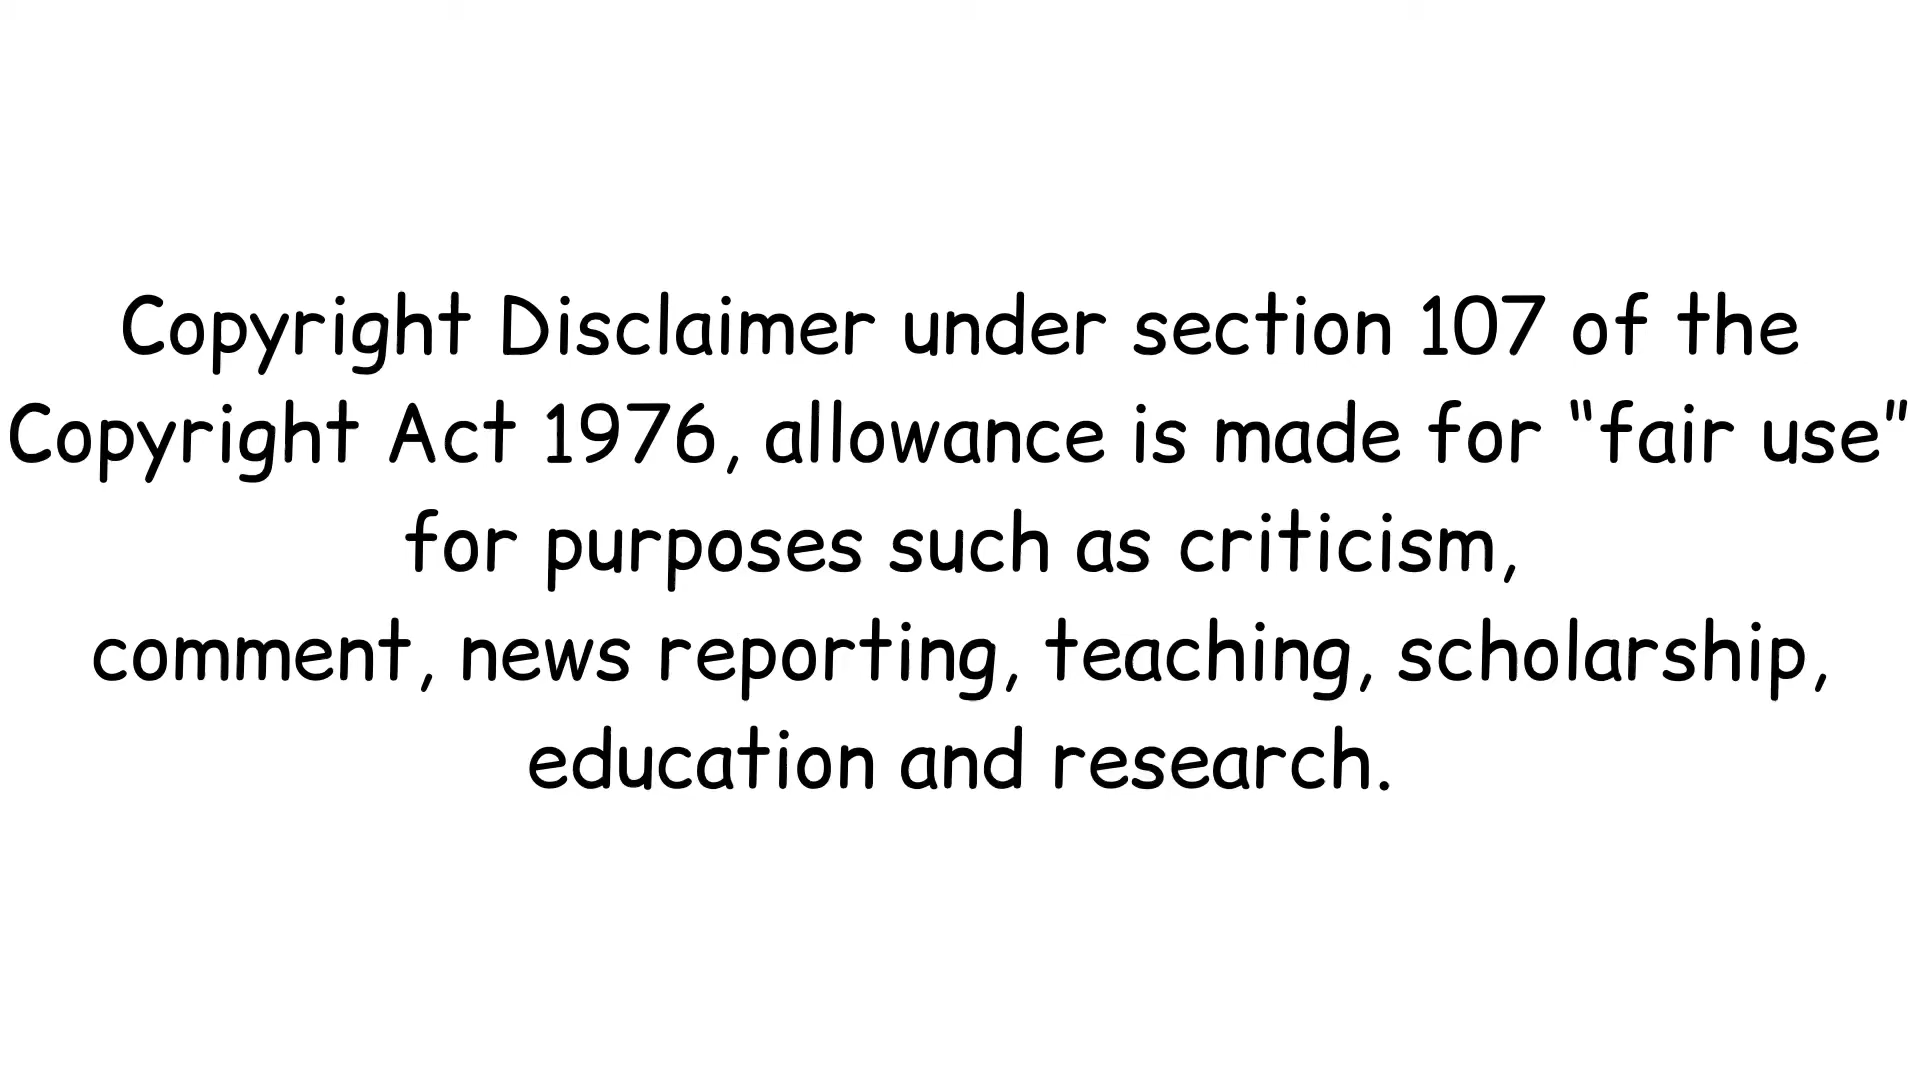 Copyright Disclaimer under section 107 of the
Copyright Act 1976, allowance is made for “fair use”
for purposes such as criticism,
comment, news reporting, teaching, scholarship,
education and research.